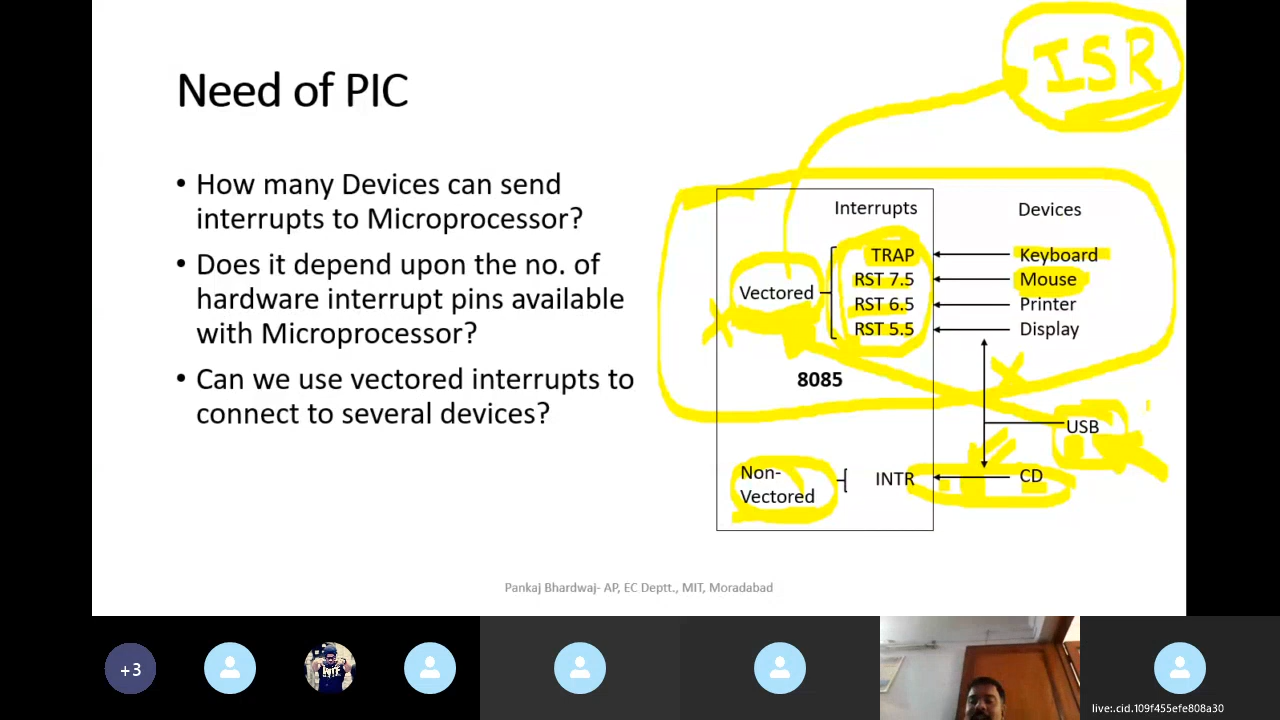 ISR
Need of PIC
• How many Devices can send
interrupts to Microprocessor?
• Does it depend upon the no. of
hardware interrupt pins available
with Microprocessor?
• Can we use vectored interrupts to
connect to several devices?
Interrupts
Devices
TRAP
Keyboard
RST 7.5
Mouse
Vectored
RST 6.5
Printer
RST 5.5
Display
8085
USB
Non-
Vectored
INTR
CD
Pankaj Bhardwaj- AP, EC Deptt., MIT, Moradabad
+3
live:.cid.109f455efe808a30